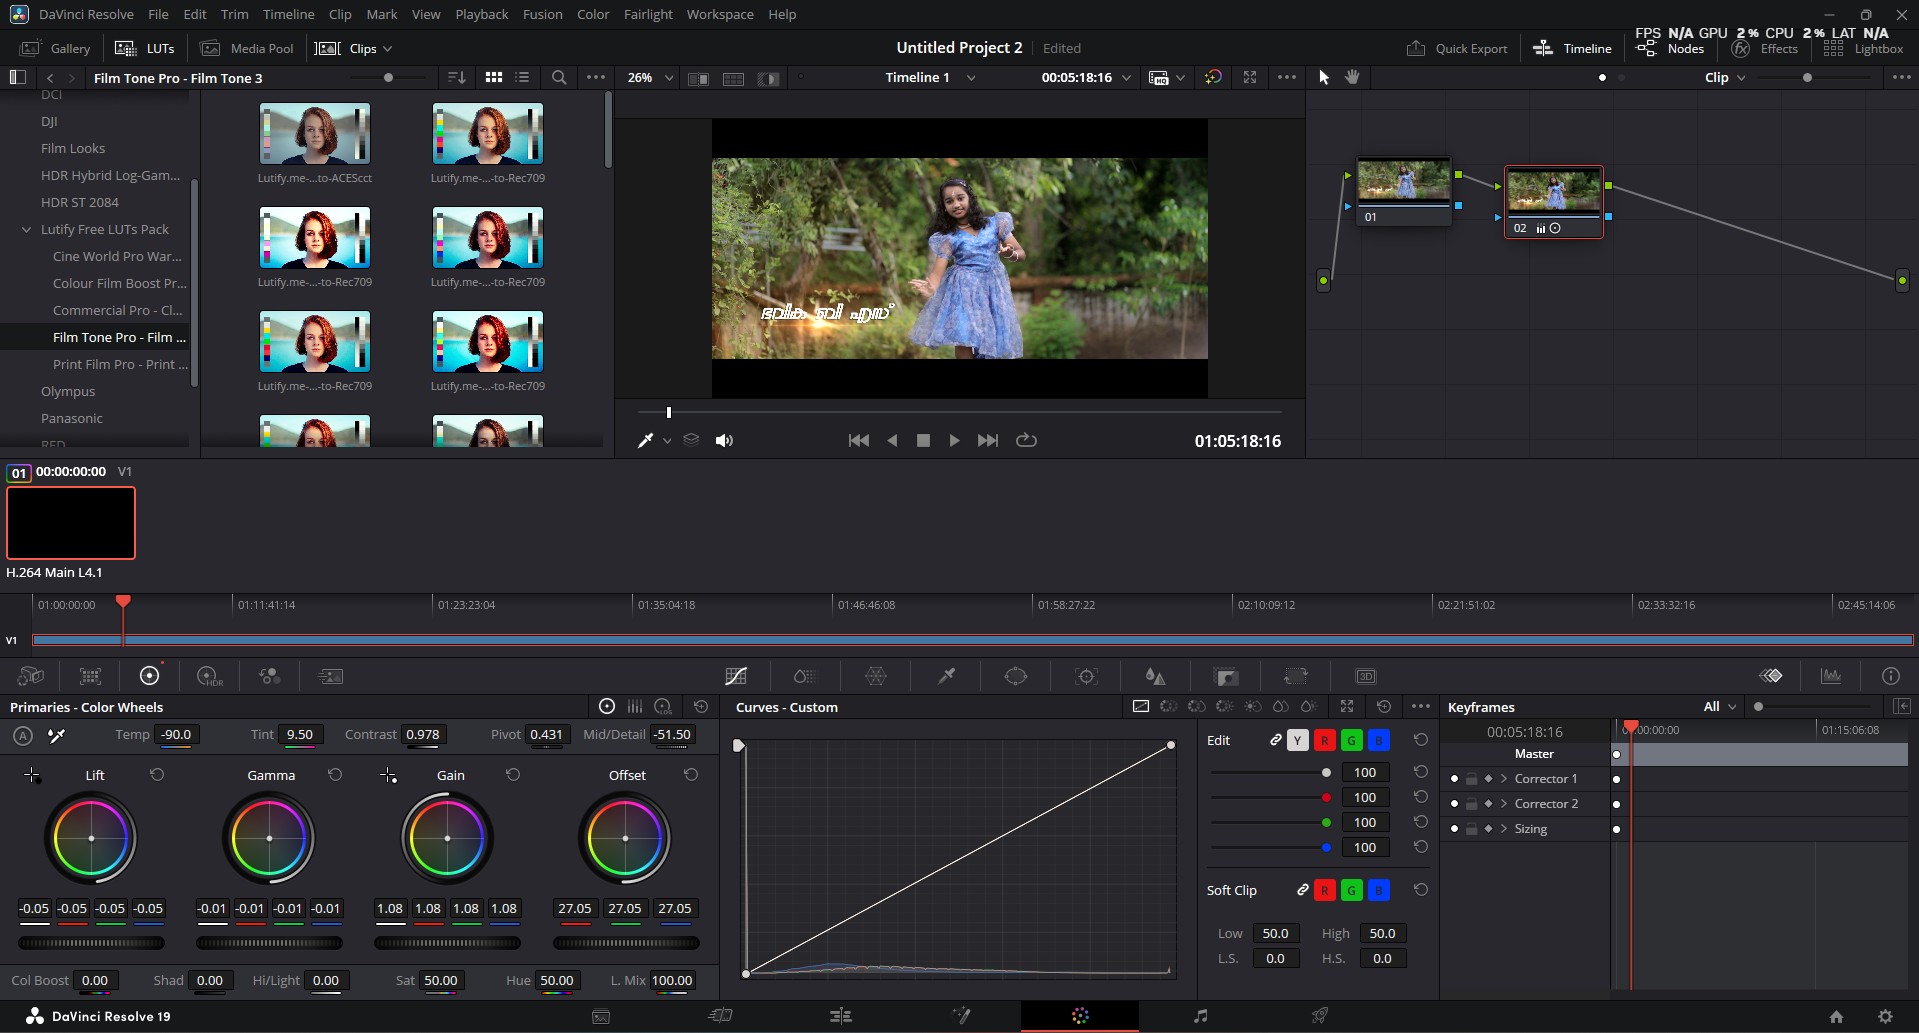 DaVinci Resolve File Edit Trim Timeline Clip Mark View Playback Fusion Color Fairlight Workspace Help
FPS N/A GPU 2% CPU 2% LAT N/A
Gallery LUTs Media Pool Clips Untitled Project 2 Edited Quick Export Timeline Nodes Effects Lightbox
Film Tone Pro - Film Tone 3 26% Timeline 1 00:05:18:16 Clip
DCI
DJI
Film Looks
HDR Hybrid Log-Gam...
HDR ST 2084
Lutify Free LUTs Pack
Cine World Pro War...
Colour Film Boost Pr...
Commercial Pro - Cl...
Film Tone Pro - Film ...
Print Film Pro - Print ...
Olympus
Panasonic
RED
Lutify.me-...to-ACEScct Lutify.me-...-to-Rec709
Lutify.me-...-to-Rec709 Lutify.me-...-to-Rec709
Lutify.me-...-to-Rec709 Lutify.me-...-to-Rec709
ഭവിക ബി എസ്
01:05:18:16
01
02
01 00:00:00:00 V1
H.264 Main L4.1
01:00:00:00 01:11:41:14 01:23:23:04 01:35:04:18 01:46:46:08 01:58:27:22 02:10:09:12 02:21:51:02 02:33:32:16 02:45:14:06
V1
HDR 3D
Primaries - Color Wheels
LOG
A Temp -90.0 Tint 9.50 Contrast 0.978 Pivot 0.431 Mid/Detail -51.50
Lift Gamma Gain Offset
-0.05 -0.05 -0.05 -0.05 -0.01 -0.01 -0.01 -0.01 1.08 1.08 1.08 1.08 27.05 27.05 27.05
Col Boost 0.00 Shad 0.00 Hi/Light 0.00 Sat 50.00 Hue 50.00 L. Mix 100.00
Curves - Custom
Edit Y R G B
100
100
100
100
Soft Clip R G B
Low 50.0 High 50.0
L.S. 0.0 H.S. 0.0
Keyframes All
00:05:18:16 00:00:00 01:15:06:08
Master
Corrector 1
Corrector 2
Sizing
DaVinci Resolve 19